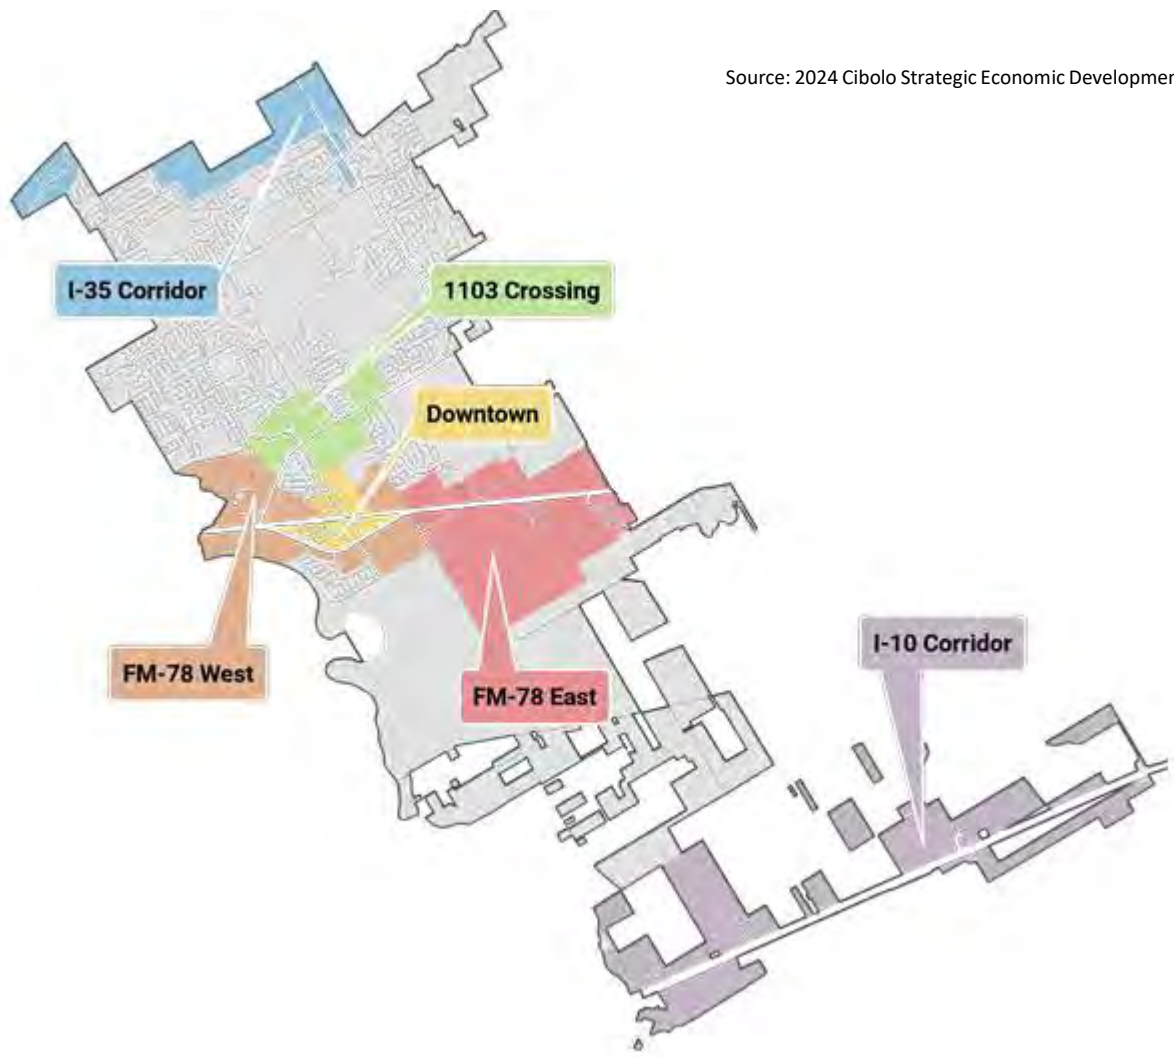 Source: 2024 Cibolo Strategic Economic Developmen
I-35 Corridor
1103 Crossing
Downtown
FM-78 West
FM-78 East
I-10 Corridor